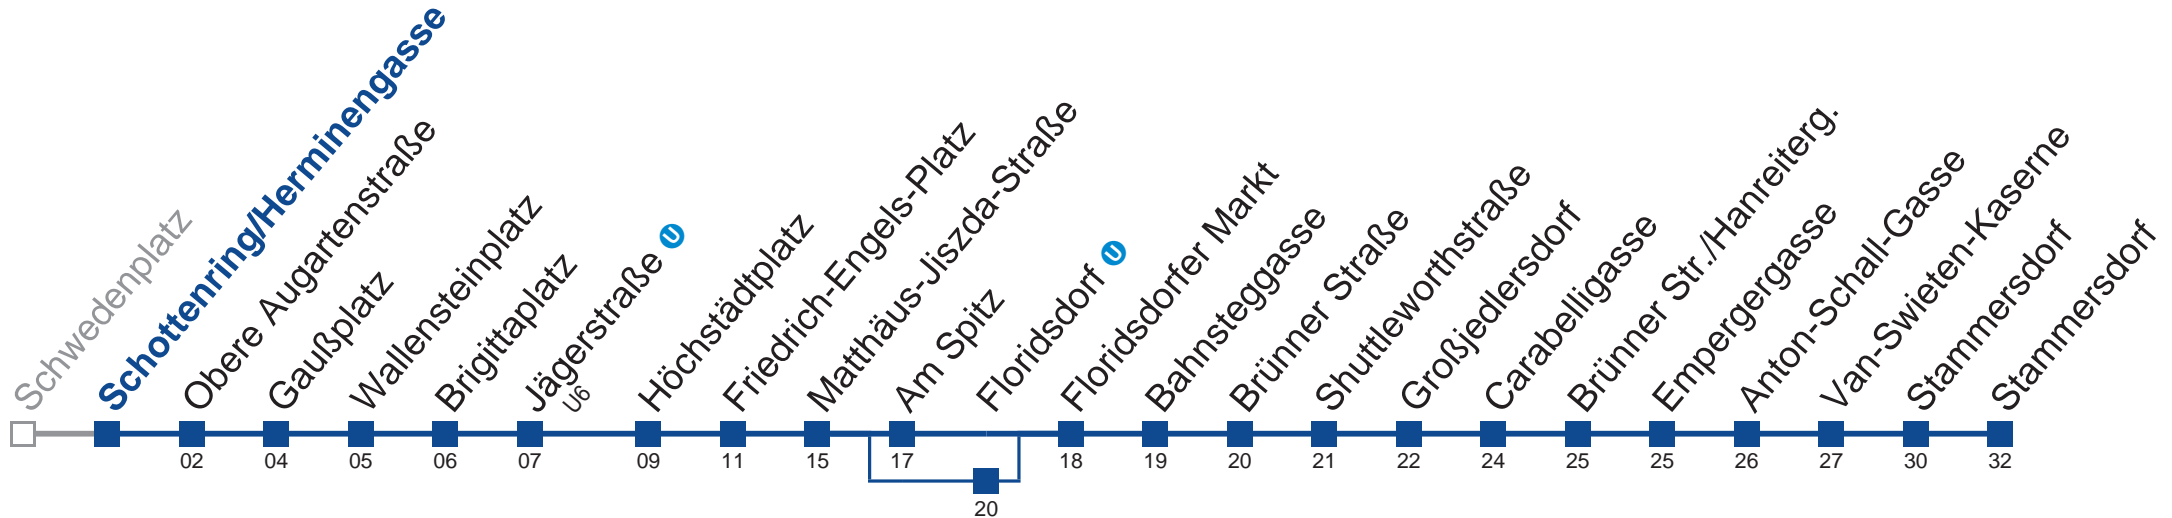 Schwedenplatz
Schottenring/Herminengasse
Obere Augartenstraße
Gaußplatz
Wallensteinplatz
Brigittaplatz
Jägerstraße U
U6
Höchstädtplatz
Friedrich-Engels-Platz
Matthäus-Jiszda-Straße
Am Spitz
Floridsdorf U
Floridsdorfer Markt
Bahnsteggasse
Brünner Straße
Shuttleworthstraße
Großjedlersdorf
Carabelligasse
Brünner Str./Hanreiterg.
Empergergasse
Anton-Schall-Gasse
Van-Swieten-Kaserne
Stammersdorf
Stammersdorf
02 04 05 06 07 09 11 15 17 18 19 20 21 22 24 25 25 26 27 30 32
20